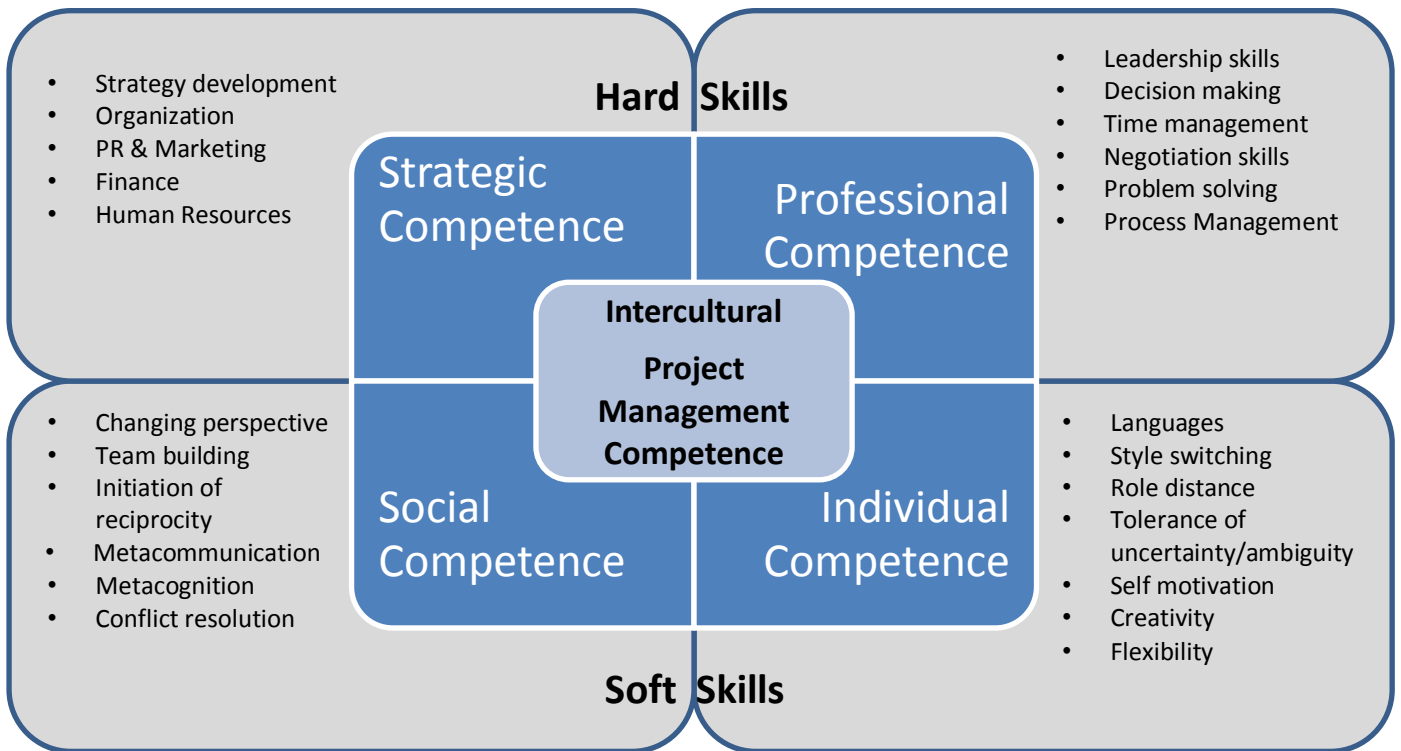 • Strategy development
• Organization
• PR & Marketing
• Finance
• Human Resources
Hard Skills
• Leadership skills
• Decision making
• Time management
• Negotiation skills
• Problem solving
• Process Management
Strategic
Competence
Professional
Competence
Intercultural
Project
Management
Competence
• Changing perspective
• Team building
• Initiation of
reciprocity
• Metacommunication
• Metacognition
• Conflict resolution
Social
Competence
Individual
Competence
• Languages
• Style switching
• Role distance
• Tolerance of
uncertainty/ambiguity
• Self motivation
• Creativity
• Flexibility
Soft Skills